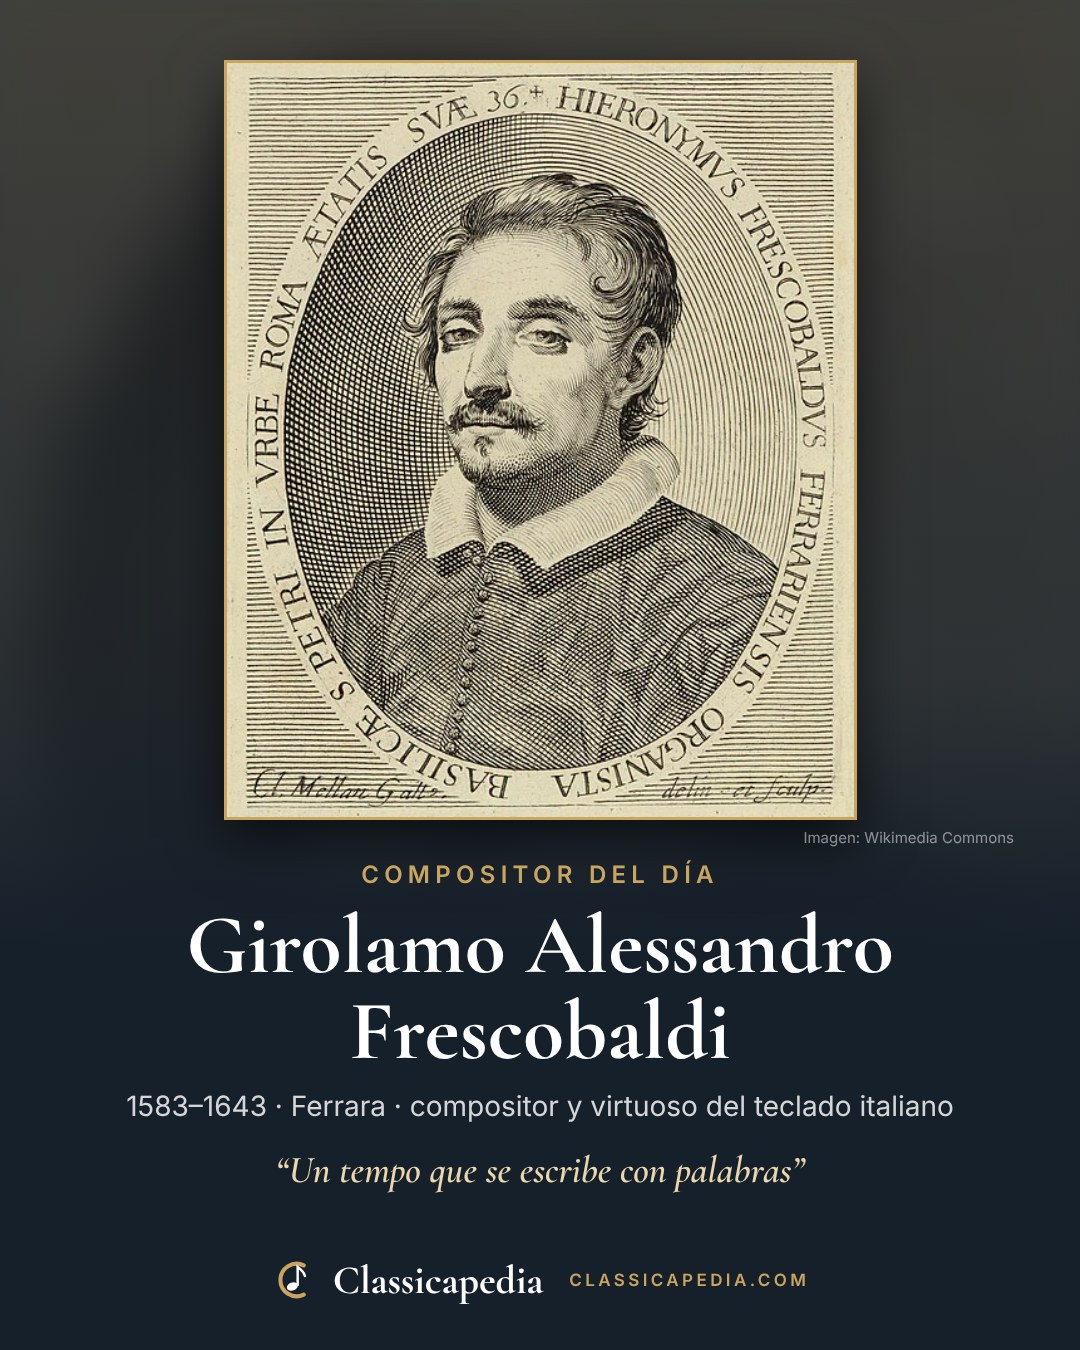 HIERONYMVS FRESCOBALDVS FERRARIENSIS ORGANISTA BASILICÆ S. PETRI IN VRBE ROMA ÆTATIS SVÆ 36.
Cl. Mellan Gall. delin et sculp.
Imagen: Wikimedia Commons
COMPOSITOR DEL DÍA
Girolamo Alessandro
Frescobaldi
1583–1643 · Ferrara · compositor y virtuoso del teclado italiano
“Un tempo que se escribe con palabras”
Classicapedia CLASSICAPEDIA.COM